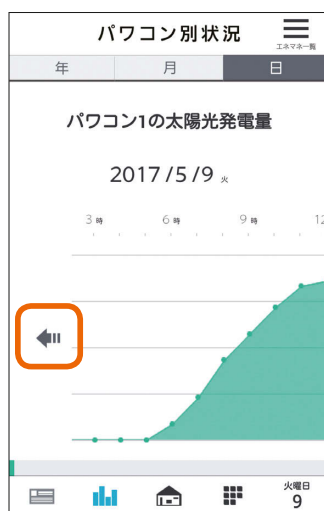 パワコン別状況
エネマネ一覧
年 月 日
パワコン1の太陽光発電量
2017/5/9 火
3時 6時 9時 12
火曜日
9